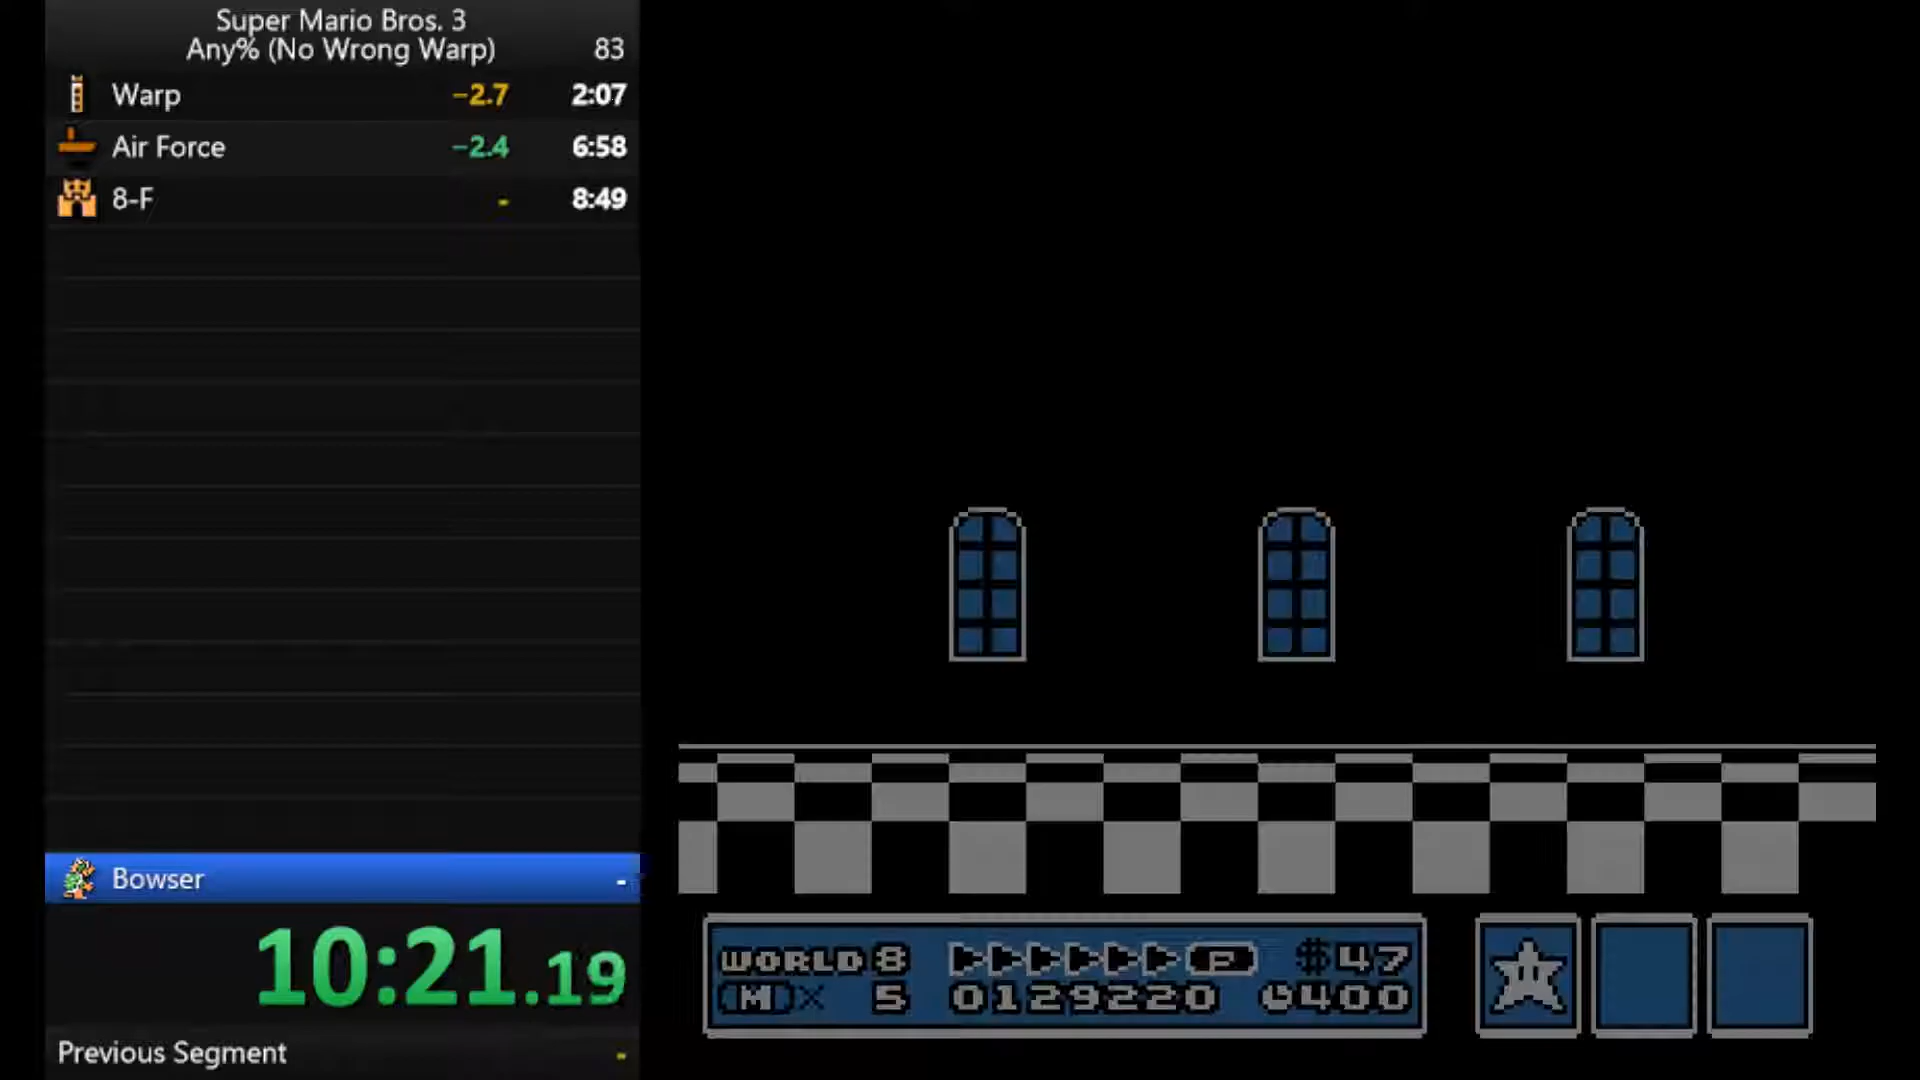 Super Mario Bros. 3
Any% (No Wrong Warp) 83
Warp −2.7 2:07
Air Force −2.4 6:58
8-F - 8:49
Bowser -
10:21.19
Previous Segment -
WORLD 8 P 47
M× 5 0129220 400